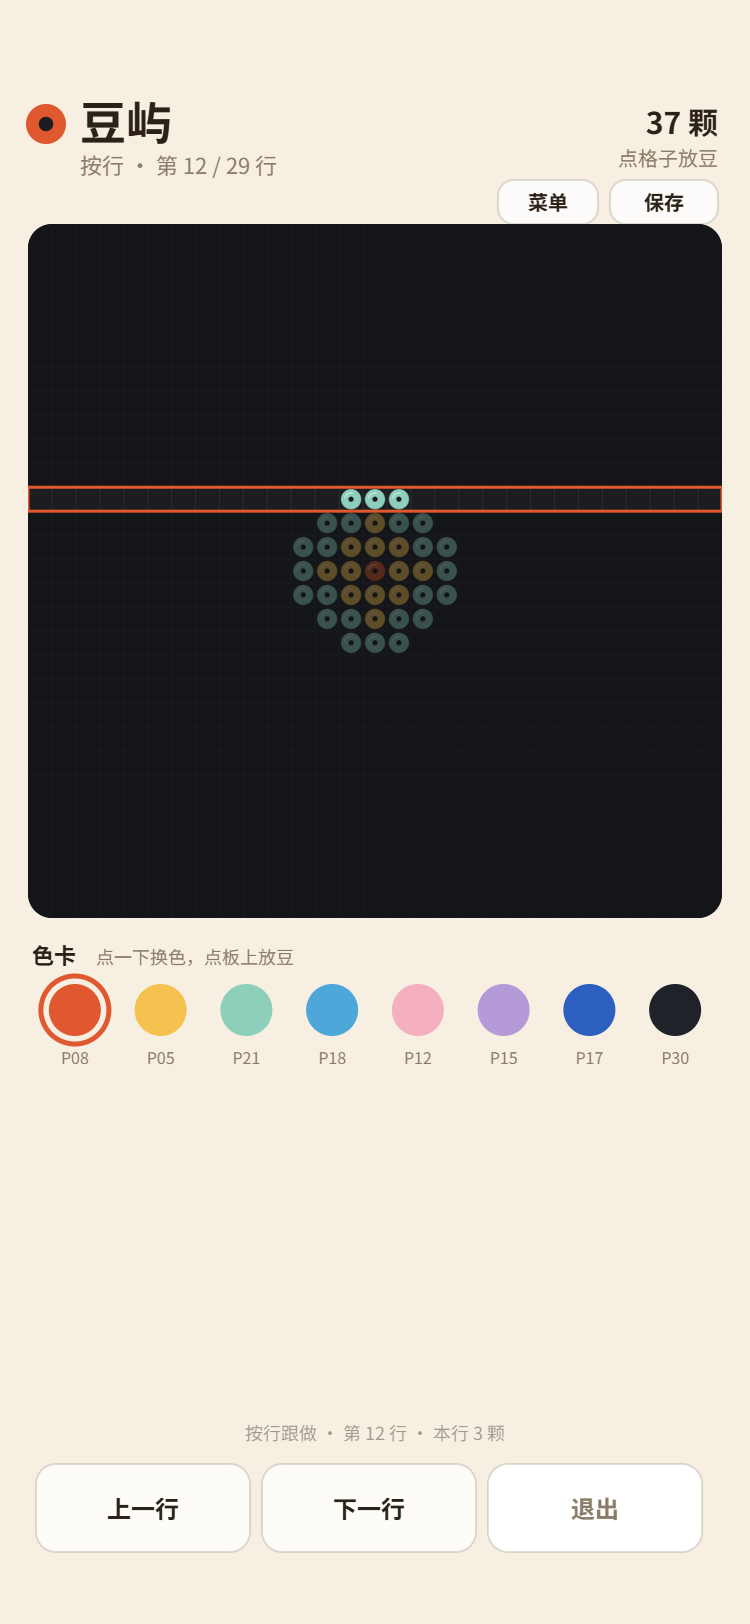 豆屿
37 颗
按行 · 第 12 / 29 行
点格子放豆
菜单
保存
色卡
点一下换色，点板上放豆
P08
P05
P21
P18
P12
P15
P17
P30
按行跟做 · 第 12 行 · 本行 3 颗
上一行
下一行
退出